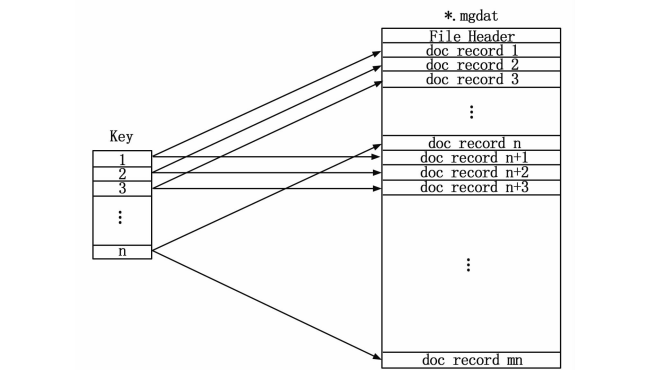 *.mgdat
File Header
doc record 1
doc record 2
doc record 3
⋮
doc record n
doc record n+1
doc record n+2
doc record n+3
⋮
doc record mn
Key
1
2
3
⋮
n